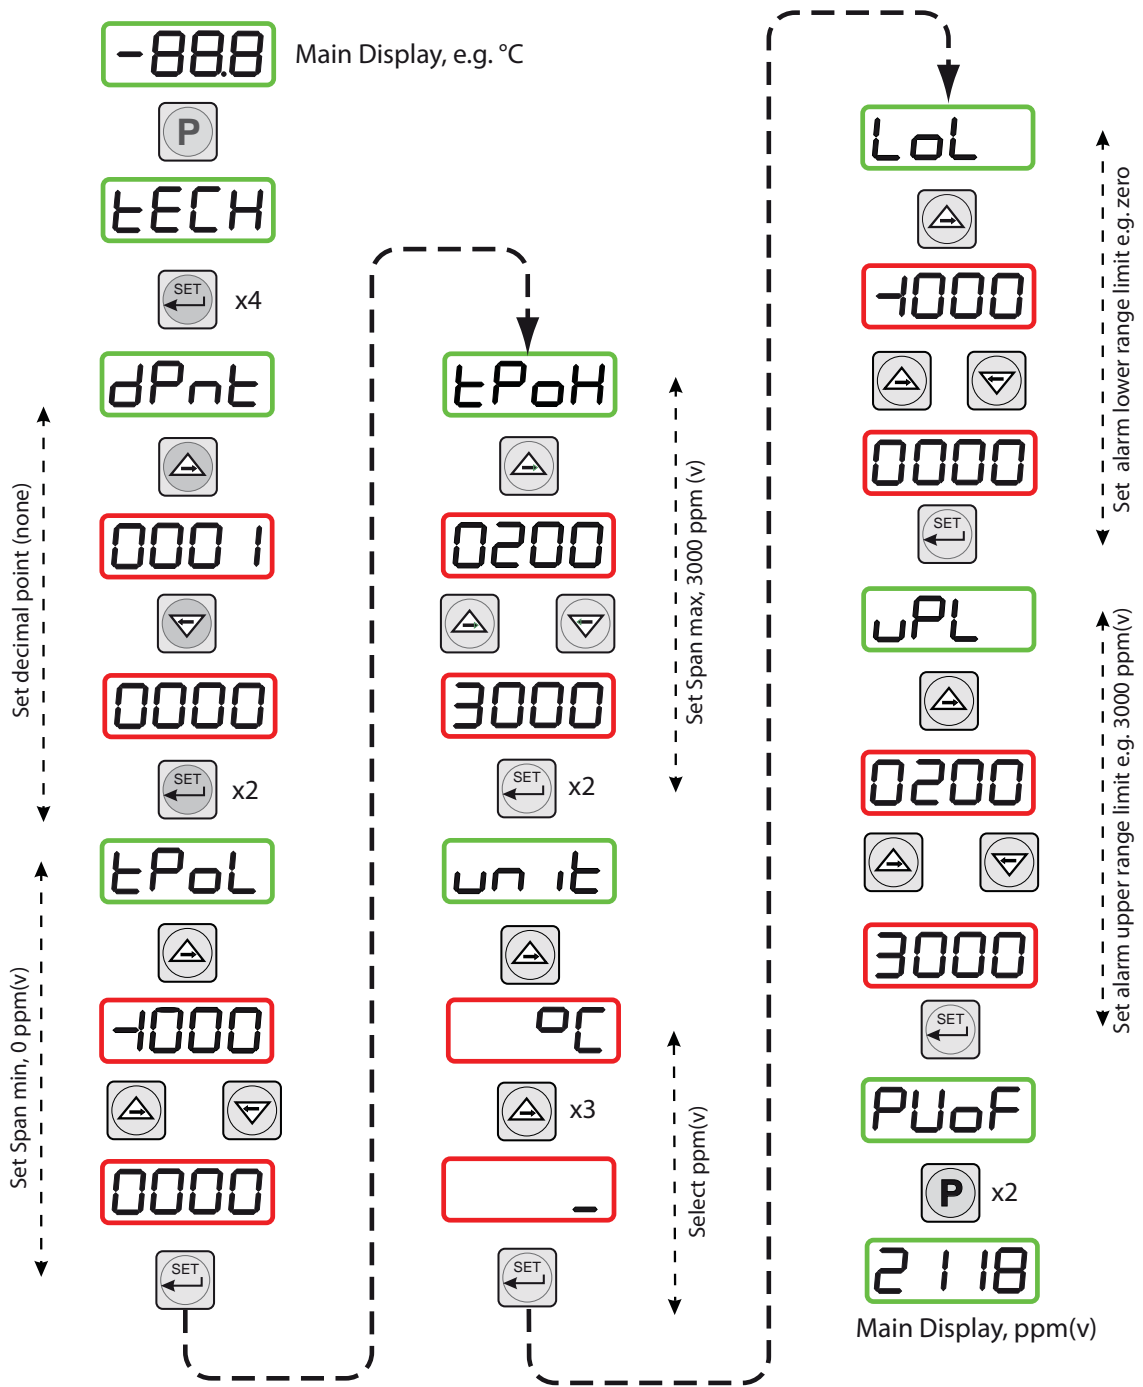 -88.8
Main Display, e.g. °C
P
tECH
SET
x4
dPnt
0001
0000
SET
x2
Set decimal point (none)
tPoL
-1000
0000
SET
Set Span min, 0 ppm(v)
tPoH
0200
3000
SET
x2
Set Span max, 3000 ppm (v)
unit
°C
x3
_
SET
Select ppm(v)
LoL
-1000
0000
SET
Set alarm lower range limit e.g. zero
uPL
0200
3000
SET
Set alarm upper range limit e.g. 3000 ppm(v)
PUoF
P
x2
2118
Main Display, ppm(v)